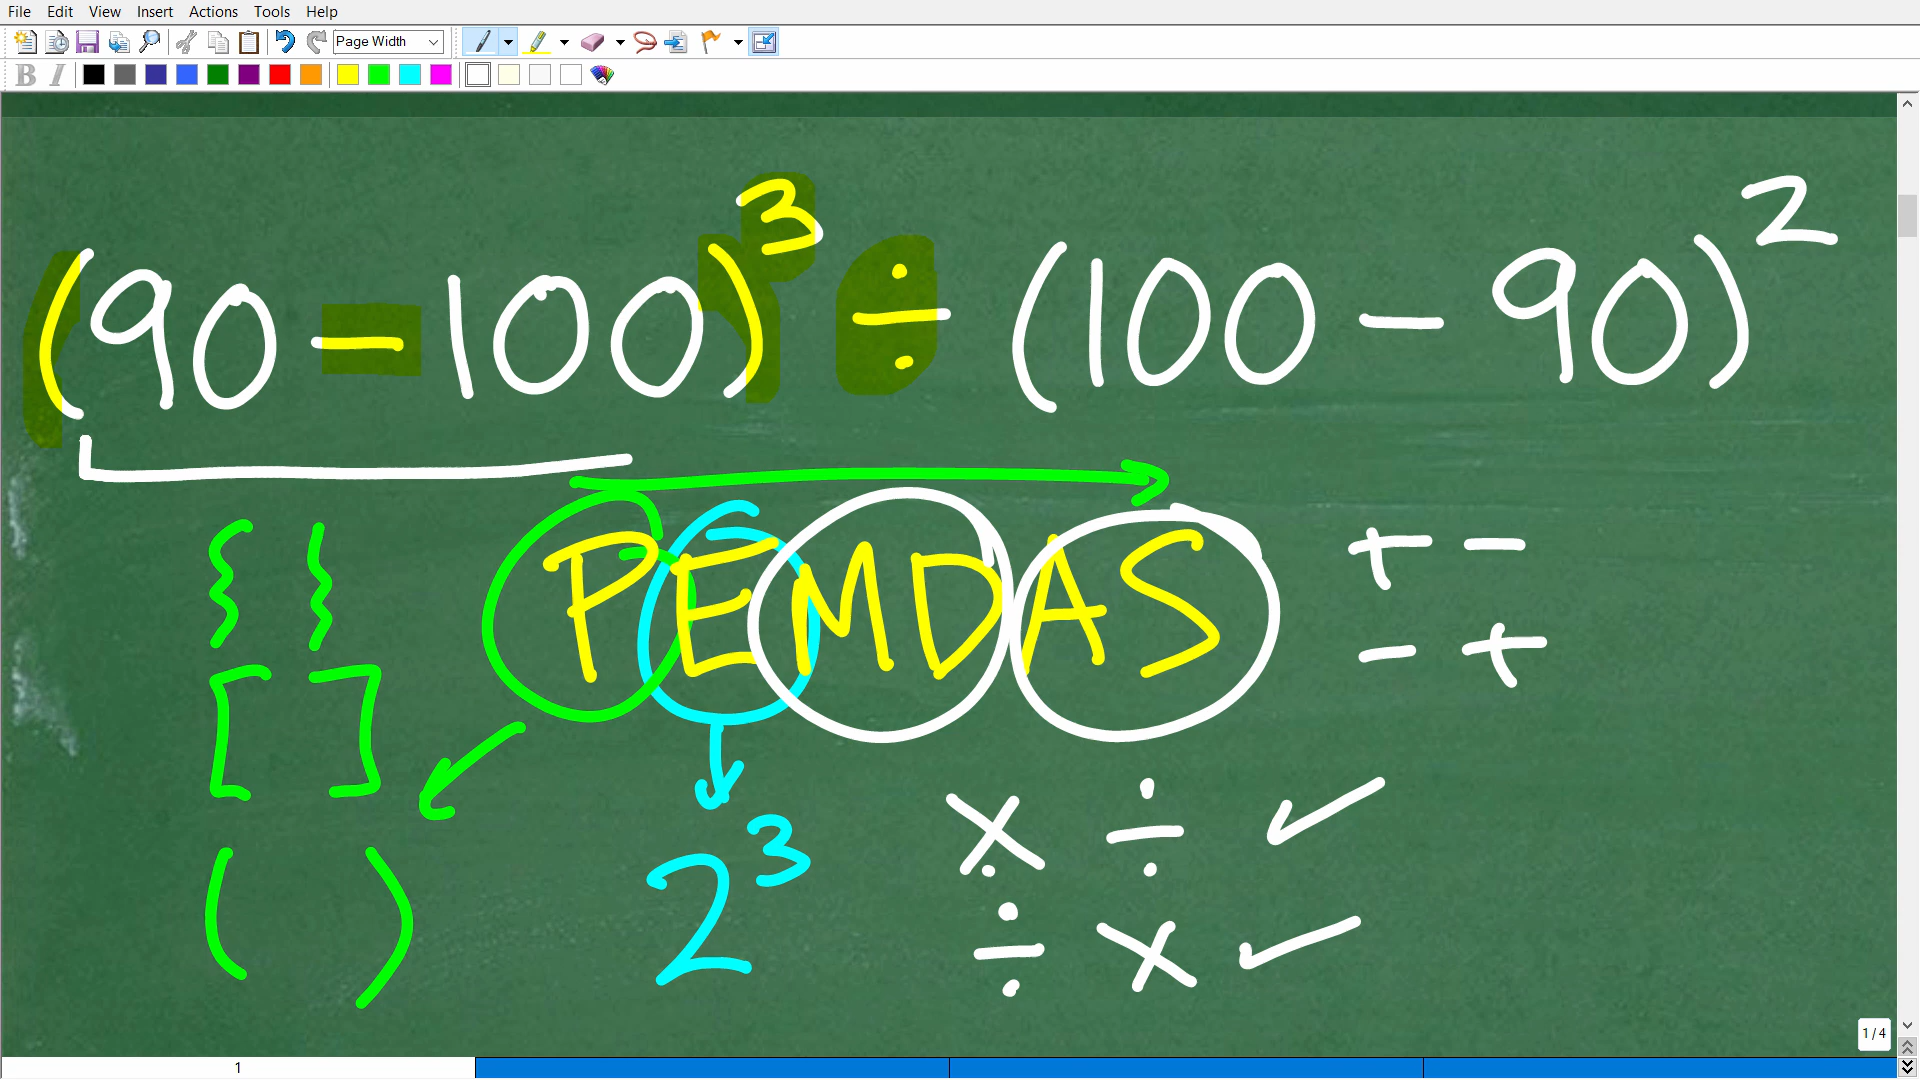 File Edit View Insert Actions Tools Help
Page Width
B I
(90 - 100)³ ÷ (100 - 90)²
PEMDAS
+ -
- +
{ }
[ ]
( )
2³
× ÷ ✓
÷ × ✓
1 / 4
1